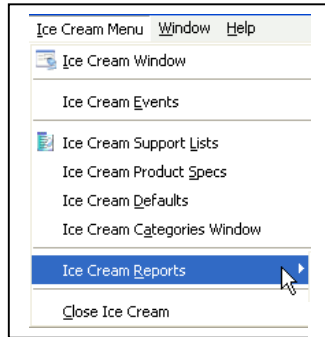 Ice Cream Menu Window Help
Ice Cream Window
Ice Cream Events
Ice Cream Support Lists
Ice Cream Product Specs
Ice Cream Defaults
Ice Cream Categories Window
Ice Cream Reports
Close Ice Cream